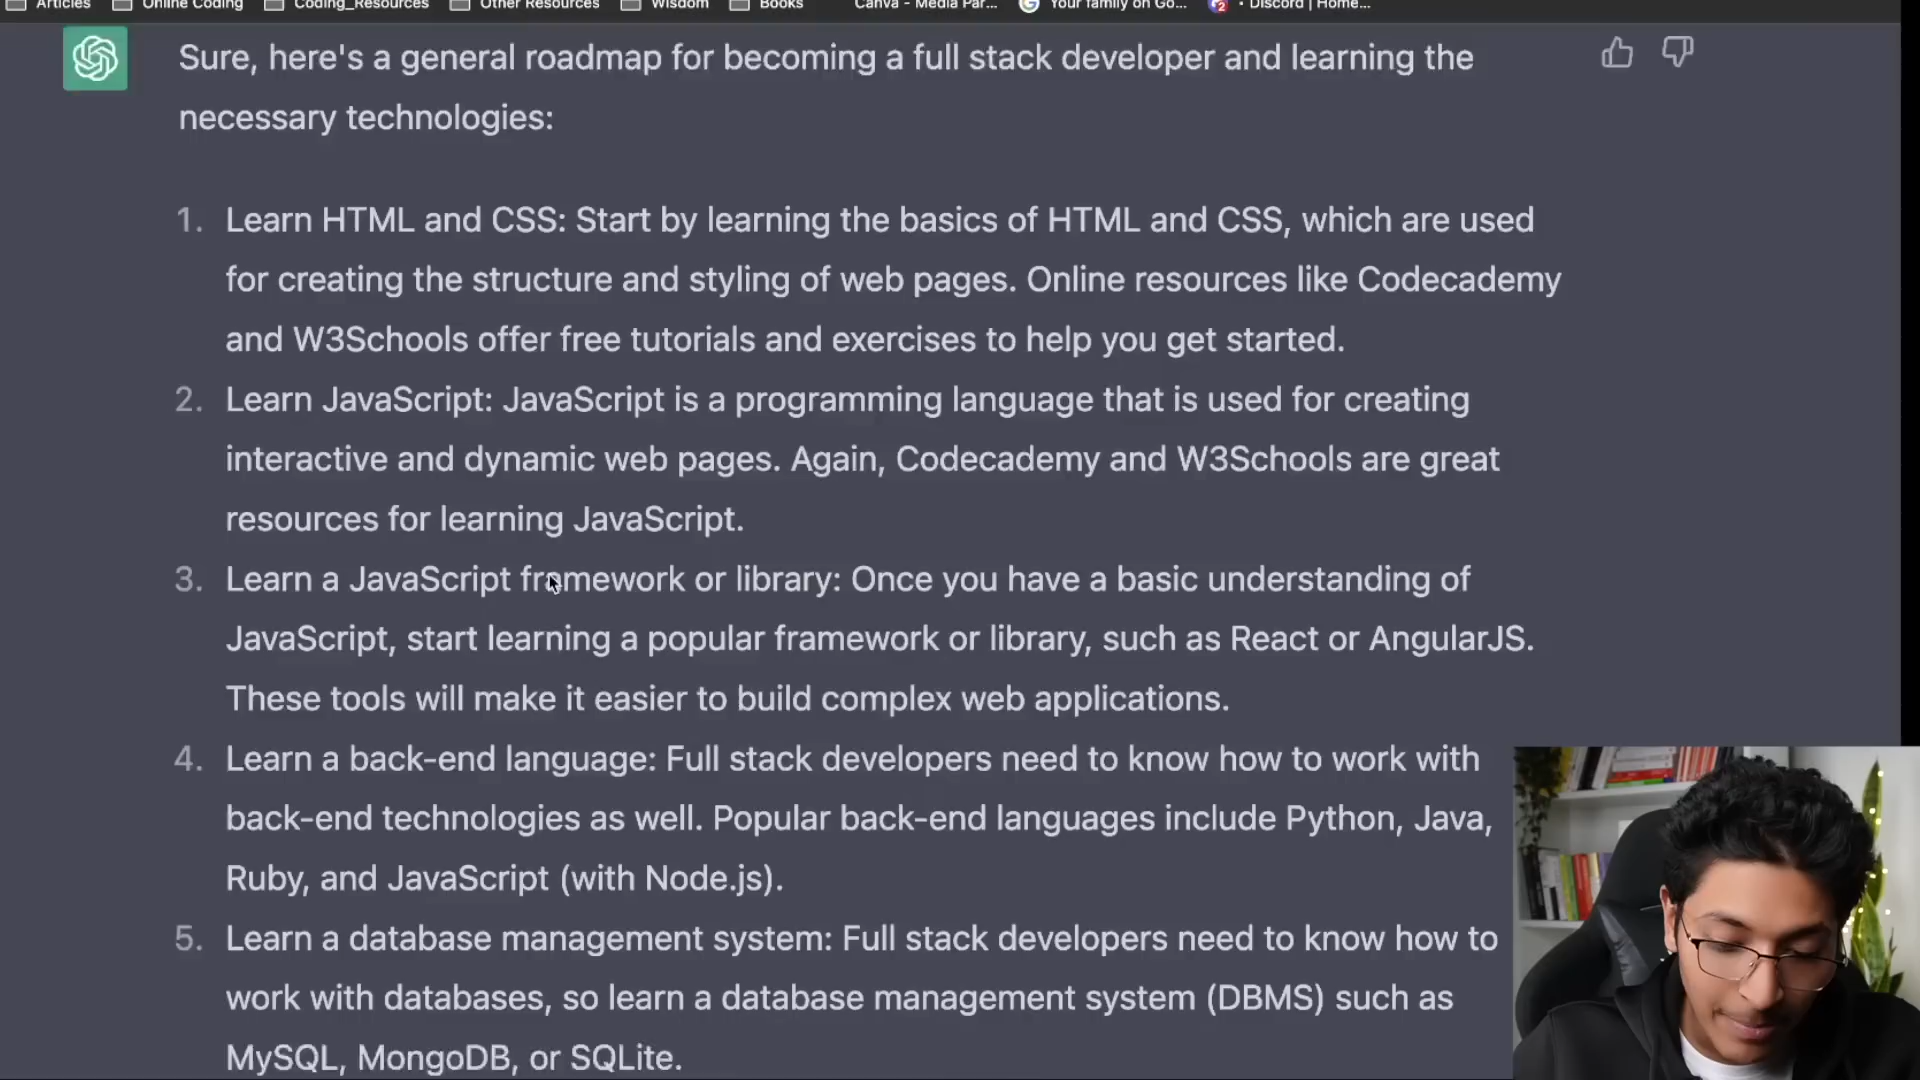 Articles Online Coding Coding_Resources Other Resources Wisdom Books Canva - Media Par... Your family on Go... 2 • Discord | Home...
Sure, here's a general roadmap for becoming a full stack developer and learning the
necessary technologies:
1. Learn HTML and CSS: Start by learning the basics of HTML and CSS, which are used
for creating the structure and styling of web pages. Online resources like Codecademy
and W3Schools offer free tutorials and exercises to help you get started.
2. Learn JavaScript: JavaScript is a programming language that is used for creating
interactive and dynamic web pages. Again, Codecademy and W3Schools are great
resources for learning JavaScript.
3. Learn a JavaScript framework or library: Once you have a basic understanding of
JavaScript, start learning a popular framework or library, such as React or AngularJS.
These tools will make it easier to build complex web applications.
4. Learn a back-end language: Full stack developers need to know how to work with
back-end technologies as well. Popular back-end languages include Python, Java,
Ruby, and JavaScript (with Node.js).
5. Learn a database management system: Full stack developers need to know how to
work with databases, so learn a database management system (DBMS) such as
MySQL, MongoDB, or SQLite.